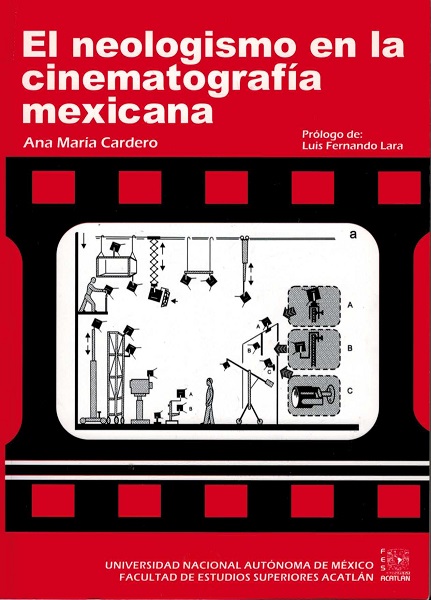 El neologismo en la
cinematografía
mexicana
Ana María Cardero
Prólogo de:
Luis Fernando Lara
a
A
B
C
A
B
C
A
B
UNIVERSIDAD NACIONAL AUTÓNOMA DE MÉXICO
FACULTAD DE ESTUDIOS SUPERIORES ACATLÁN
F
E
S
ACATLÁN